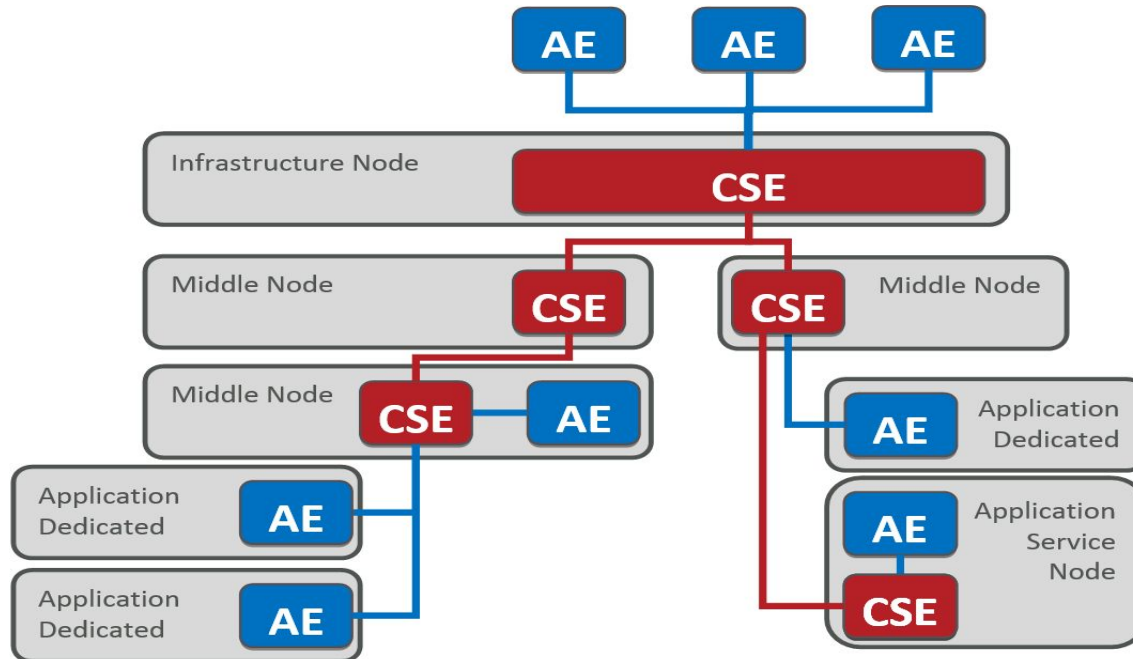 AE
AE
AE
Infrastructure Node
CSE
Middle Node
CSE
CSE
Middle Node
Middle Node
CSE
AE
AE
Application
Dedicated
Application
Dedicated
AE
AE
Application
Service
Node
CSE
Application
Dedicated
AE